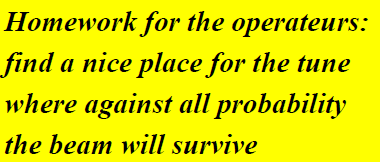 Homework for the operateurs:
find a nice place for the tune
where against all probability
the beam will survive